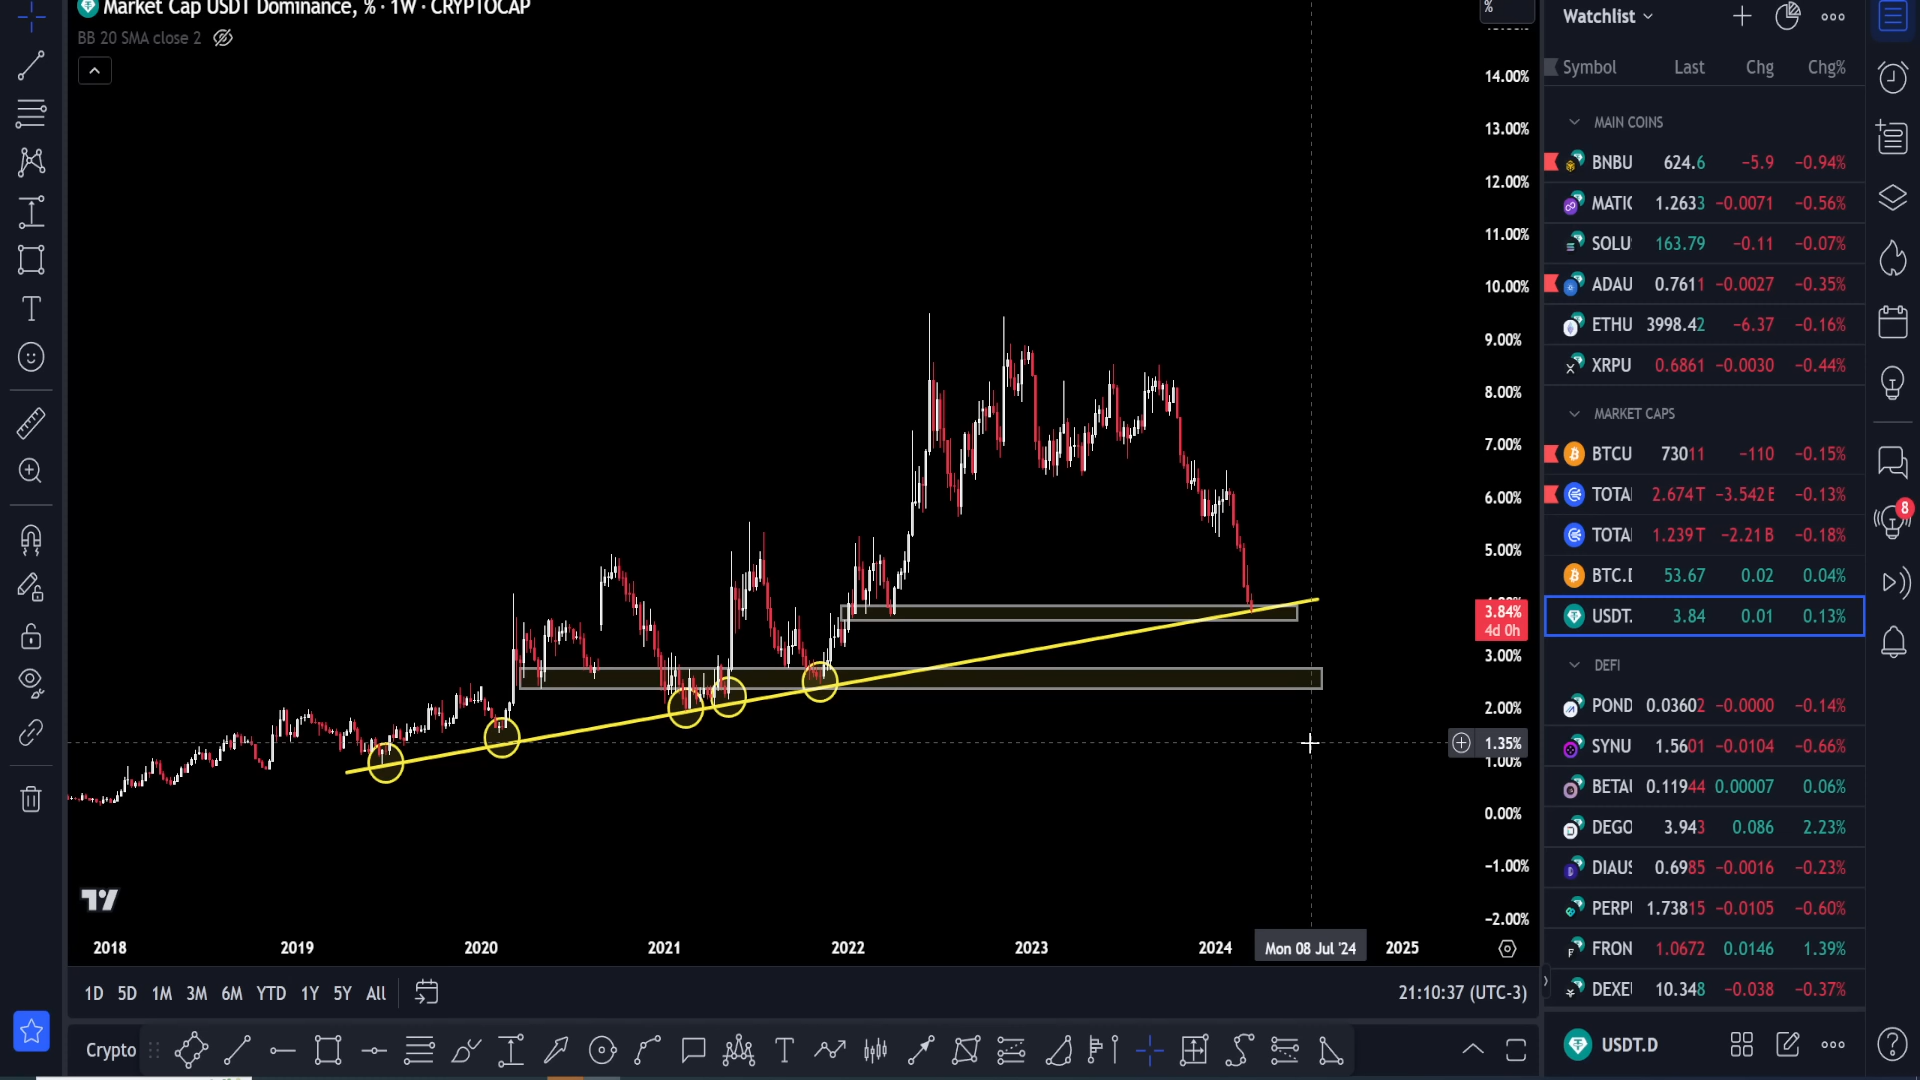 Market Cap USDT Dominance, % · 1W · CRYPTOCAP
BB 20 SMA close 2
%
14.00%
13.00%
12.00%
11.00%
10.00%
9.00%
8.00%
7.00%
6.00%
5.00%
3.84%
4d 0h
3.00%
2.00%
1.35%
1.00%
0.00%
−1.00%
−2.00%
2018 2019 2020 2021 2022 2023 2024 Mon 08 Jul '24 2025
1D 5D 1M 3M 6M YTD 1Y 5Y All
21:10:37 (UTC-3)
Crypto
Watchlist
Symbol Last Chg Chg%
MAIN COINS
BNBU 624.6 −5.9 −0.94%
MATIC 1.2633 −0.0071 −0.56%
SOLU 163.79 −0.11 −0.07%
ADAU 0.7611 −0.0027 −0.35%
ETHU 3998.42 −6.37 −0.16%
XRPU 0.6861 −0.0030 −0.44%
MARKET CAPS
BTCU 73011 −110 −0.15%
TOTA 2.674T −3.542 −0.13%
TOTA 1.239T −2.21B −0.18%
BTC. 53.67 0.02 0.04%
USDT. 3.84 0.01 0.13%
DEFI
POND 0.03602 −0.0000 −0.14%
SYNU 1.5601 −0.0104 −0.66%
BETA 0.11944 0.00007 0.06%
DEGO 3.943 0.086 2.23%
DIAUS 0.6985 −0.0016 −0.23%
PERP 1.73815 −0.0105 −0.60%
FRON 1.0672 0.0146 1.39%
DEXE 10.348 −0.038 −0.37%
USDT.D
8